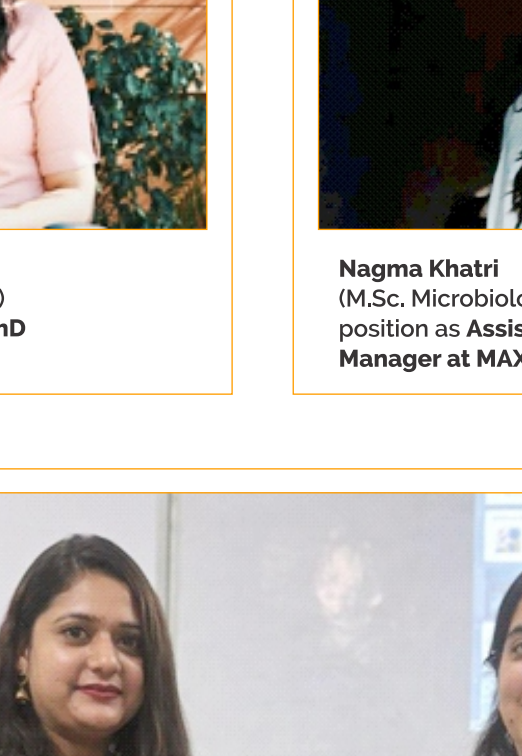 )
nD
Nagma Khatri
(M.Sc. Microbiolo
position as Assis
Manager at MAX